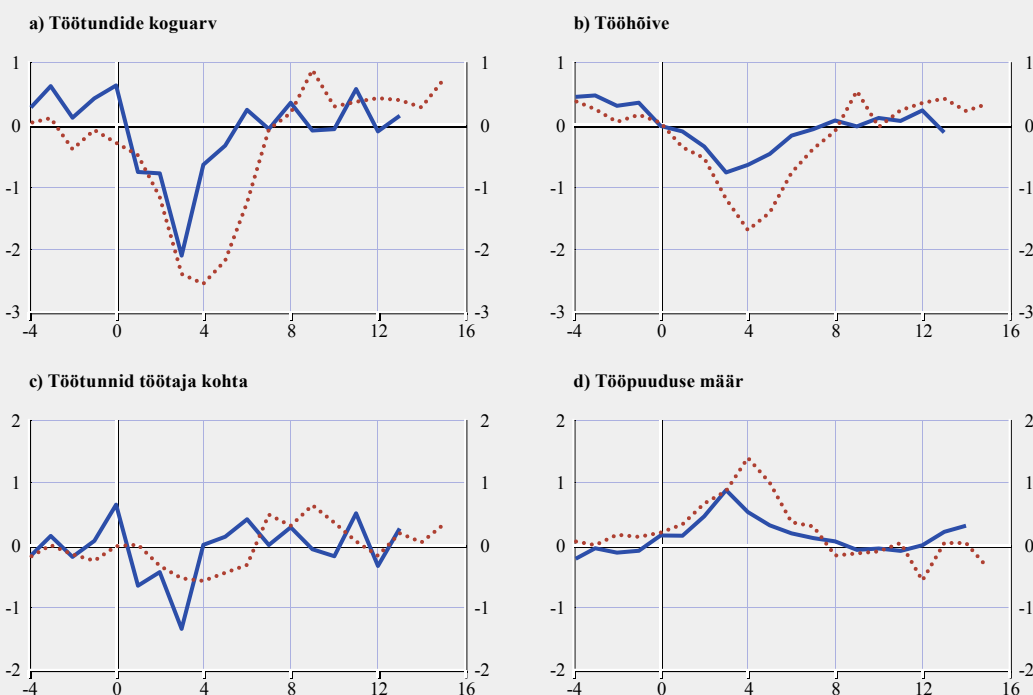 a) Töötundide koguarv
b) Tööhõive
1 1 1 1
0 0 0 0
-1 -1 -1 -1
-2 -2 -2 -2
-3 -3 -3 -3
-4 0 4 8 12 16 -4 0 4 8 12 16
c) Töötunnid töötaja kohta
d) Tööpuuduse määr
2 2 2 2
1 1 1 1
0 0 0 0
-1 -1 -1 -1
-2 -2 -2 -2
-4 0 4 8 12 16 -4 0 4 8 12 16